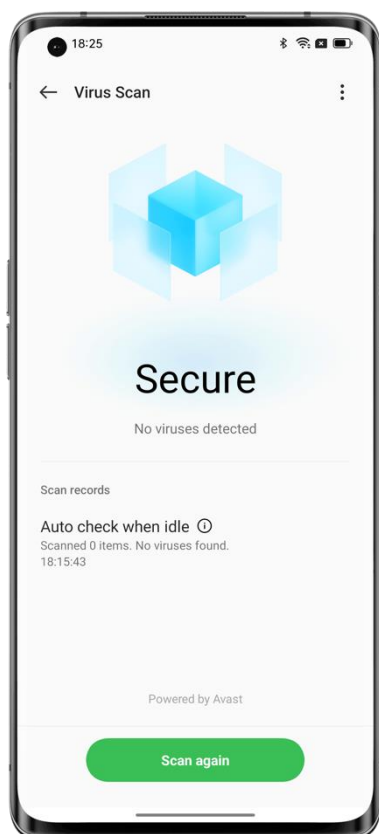 18:25
Virus Scan
Secure
No viruses detected
Scan records
Auto check when idle
Scanned 0 items. No viruses found.
18:15:43
Powered by Avast
Scan again